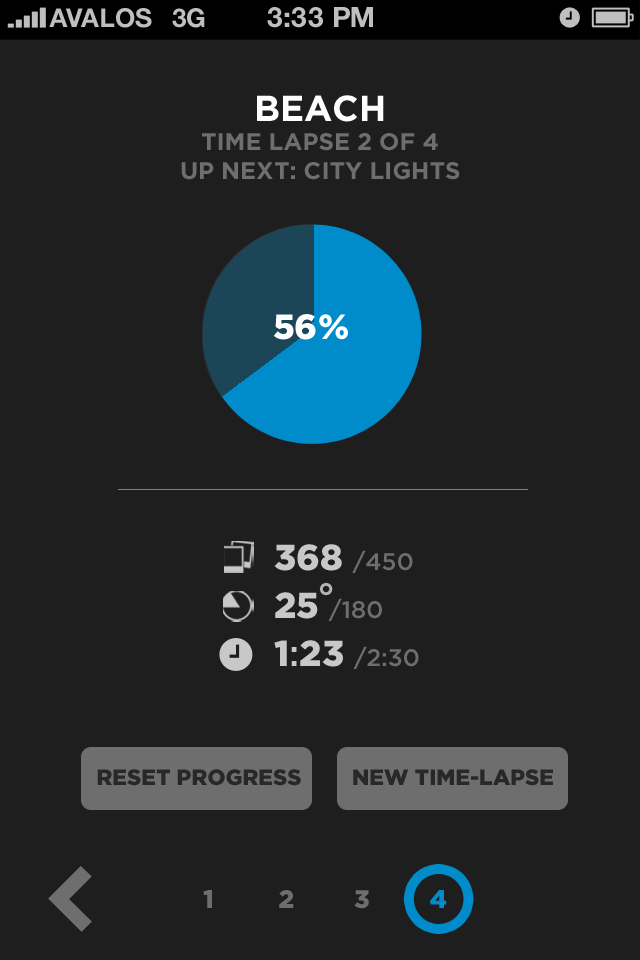 AVALOS 3G 3:33 PM
BEACH
TIME LAPSE 2 OF 4
UP NEXT: CITY LIGHTS
56%
368 /450
25°/180
1:23 /2:30
RESET PROGRESS NEW TIME-LAPSE
1 2 3 4